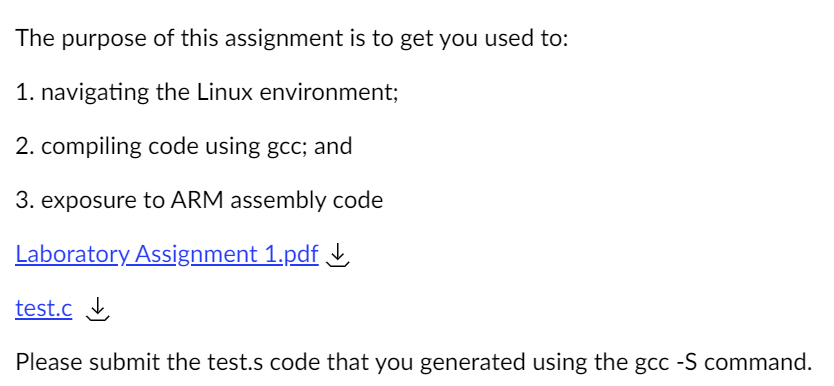 The purpose of this assignment is to get you used to:
1. navigating the Linux environment;
2. compiling code using gcc; and
3. exposure to ARM assembly code
Laboratory Assignment 1.pdf
test.c
Please submit the test.s code that you generated using the gcc -S command.